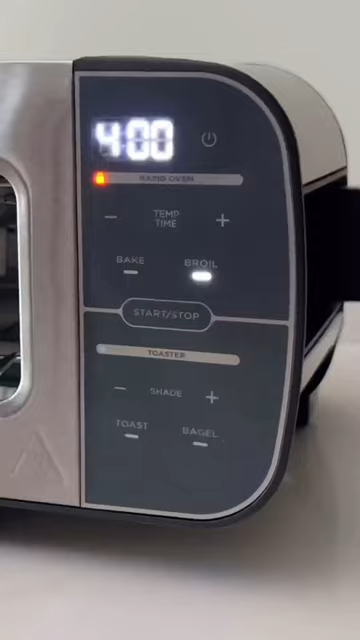 4:00
RAPID OVEN
− TEMP +
TIME
BAKE BROIL
START/STOP
TOASTER
− SHADE +
TOAST BAGEL